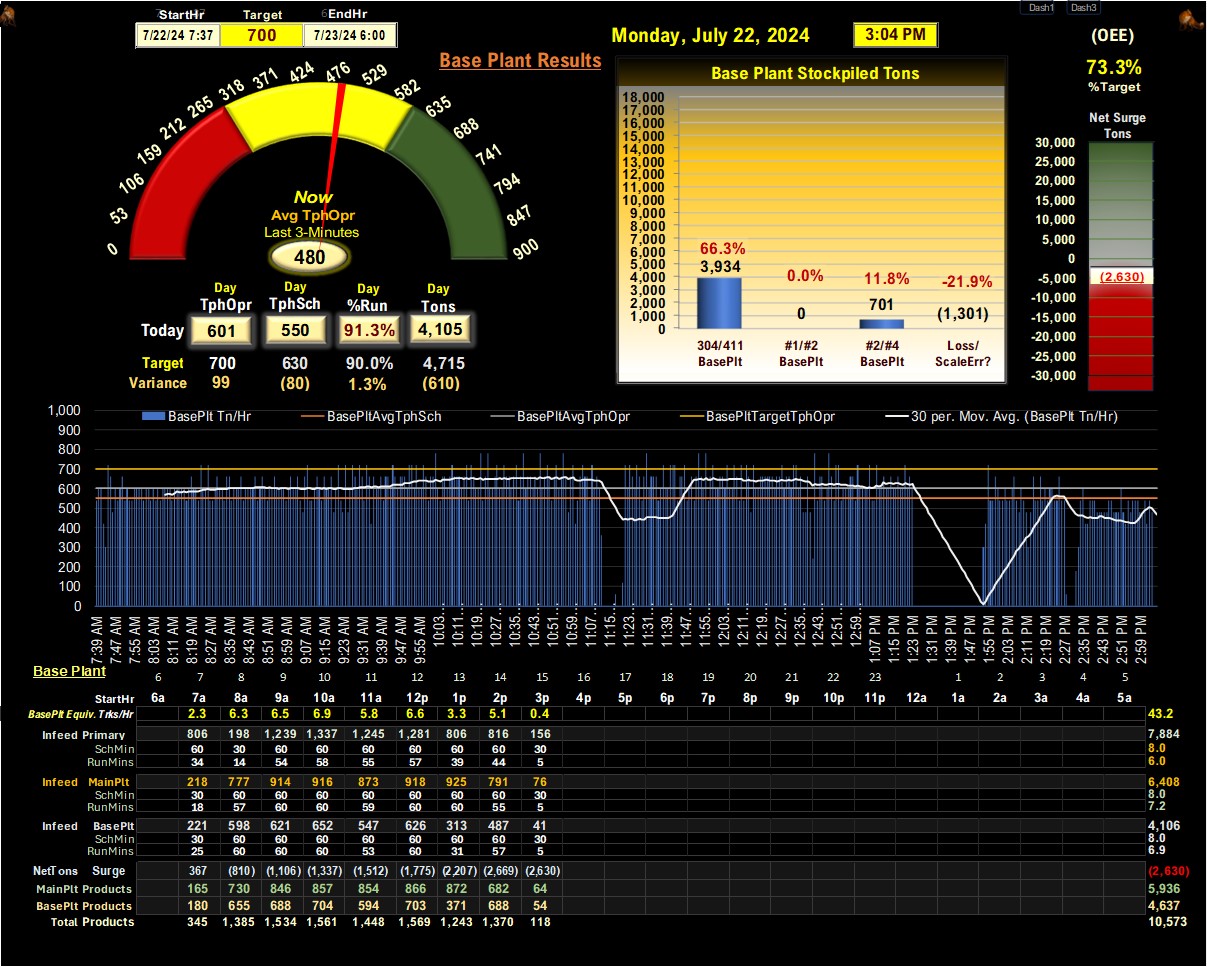 Dash1 Dash3
StartHr Target EndHr
7/22/24 7:37 700 7/23/24 6:00
Monday, July 22, 2024 3:04 PM
(OEE)
73.3%
%Target
Base Plant Results
0 53 106 159 212 265 318 371 424 476 529 582 635 688 741 794 847 900
Now
Avg TphOpr
Last 3-Minutes
480
Day Day Day Day
TphOpr TphSch %Run Tons
Today 601 550 91.3% 4,105
Target 700 630 90.0% 4,715
Variance 99 (80) 1.3% (610)
Base Plant Stockpiled Tons
18,000
17,000
16,000
15,000
14,000
13,000
12,000
11,000
10,000
9,000
8,000
7,000
6,000
5,000
4,000
3,000
2,000
1,000
0
66.3% 0.0% 11.8% -21.9%
3,934 0 701 (1,301)
304/411 #1/#2 #2/#4 Loss/
BasePlt BasePlt BasePlt ScaleErr?
Net Surge
Tons
30,000
25,000
20,000
15,000
10,000
5,000
0
-5,000
-10,000
-15,000
-20,000
-25,000
-30,000
(2,630)
BasePlt Tn/Hr BasePltAvgTphSch BasePltAvgTphOpr BasePltTargetTphOpr 30 per. Mov. Avg. (BasePlt Tn/Hr)
1,000
900
800
700
600
500
400
300
200
100
0
7:39 AM 7:47 AM 7:55 AM 8:03 AM 8:11 AM 8:19 AM 8:27 AM 8:35 AM 8:43 AM 8:51 AM 8:59 AM 9:07 AM 9:15 AM 9:23 AM 9:31 AM 9:39 AM 9:47 AM 9:55 AM 10:03… 10:11… 10:19… 10:27… 10:35… 10:43… 10:51… 10:59… 11:07… 11:15… 11:23… 11:31… 11:39… 11:47… 11:55… 12:03… 12:11… 12:19… 12:27… 12:35… 12:43… 12:51… 12:59… 1:07 PM 1:15 PM 1:23 PM 1:31 PM 1:39 PM 1:47 PM 1:55 PM 2:03 PM 2:11 PM 2:19 PM 2:27 PM 2:35 PM 2:43 PM 2:51 PM 2:59 PM
Base Plant
6 7 8 9 10 11 12 13 14 15 16 17 18 19 20 21 22 23 1 2 3 4 5
StartHr 6a 7a 8a 9a 10a 11a 12p 1p 2p 3p 4p 5p 6p 7p 8p 9p 10p 11p 12a 1a 2a 3a 4a 5a
BasePlt Equiv. Trks/Hr 2.3 6.3 6.5 6.9 5.8 6.6 3.3 5.1 0.4 43.2
Infeed Primary 806 198 1,239 1,337 1,245 1,281 806 816 156 7,884
SchMin 60 30 60 60 60 60 60 60 30 8.0
RunMins 34 14 54 58 55 57 39 44 5 6.0
Infeed MainPlt 218 777 914 916 873 918 925 791 76 6,408
SchMin 30 60 60 60 60 60 60 60 30 8.0
RunMins 18 57 60 60 59 60 60 55 5 7.2
Infeed BasePlt 221 598 621 652 547 626 313 487 41 4,106
SchMin 30 60 60 60 60 60 60 60 30 8.0
RunMins 25 60 60 60 53 60 31 57 5 6.9
NetTons Surge 367 (810) (1,106) (1,337) (1,512) (1,775) (2,207) (2,669) (2,630) (2,630)
MainPlt Products 165 730 846 857 854 866 872 682 64 5,936
BasePlt Products 180 655 688 704 594 703 371 688 54 4,637
Total Products 345 1,385 1,534 1,561 1,448 1,569 1,243 1,370 118 10,573